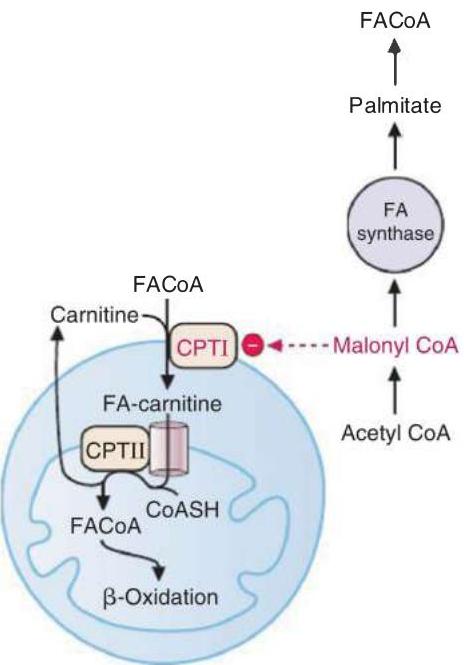 FACoA
Palmitate
FA
synthase
FACoA
Carnitine
CPTI
−
Malonyl CoA
FA-carnitine
Acetyl CoA
CPTII
CoASH
FACoA
β-Oxidation